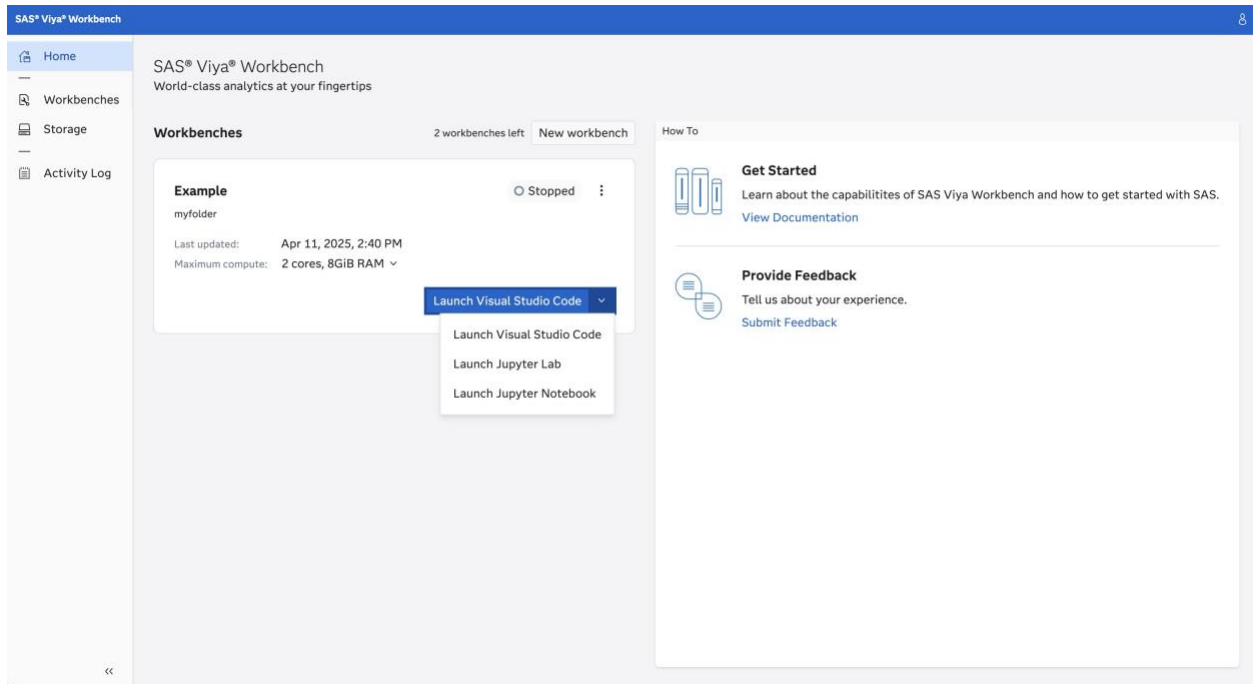 SAS® Viya® Workbench
Home
Workbenches
Storage
Activity Log
SAS® Viya® Workbench
World-class analytics at your fingertips
Workbenches
2 workbenches left
New workbench
Example
Stopped
myfolder
Last updated: Apr 11, 2025, 2:40 PM
Maximum compute: 2 cores, 8GiB RAM
Launch Visual Studio Code
Launch Visual Studio Code
Launch Jupyter Lab
Launch Jupyter Notebook
How To
Get Started
Learn about the capabilitites of SAS Viya Workbench and how to get started with SAS.
View Documentation
Provide Feedback
Tell us about your experience.
Submit Feedback